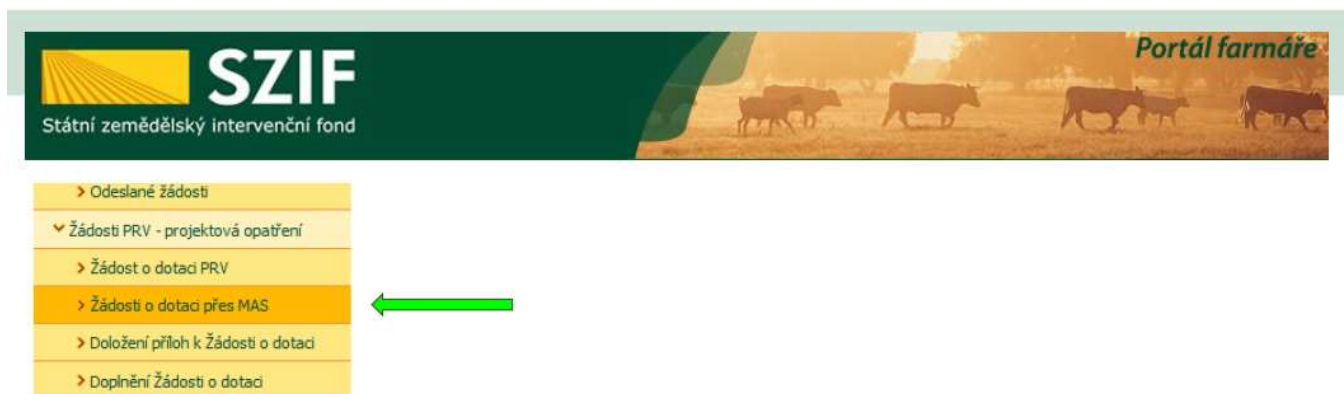 Portál farmáře
SZIF
Státní zemědělský intervenční fond
Odeslané žádosti
Žádosti PRV - projektová opatření
Žádost o dotaci PRV
Žádosti o dotaci přes MAS
Doložení příloh k Žádosti o dotaci
Doplnění Žádosti o dotaci